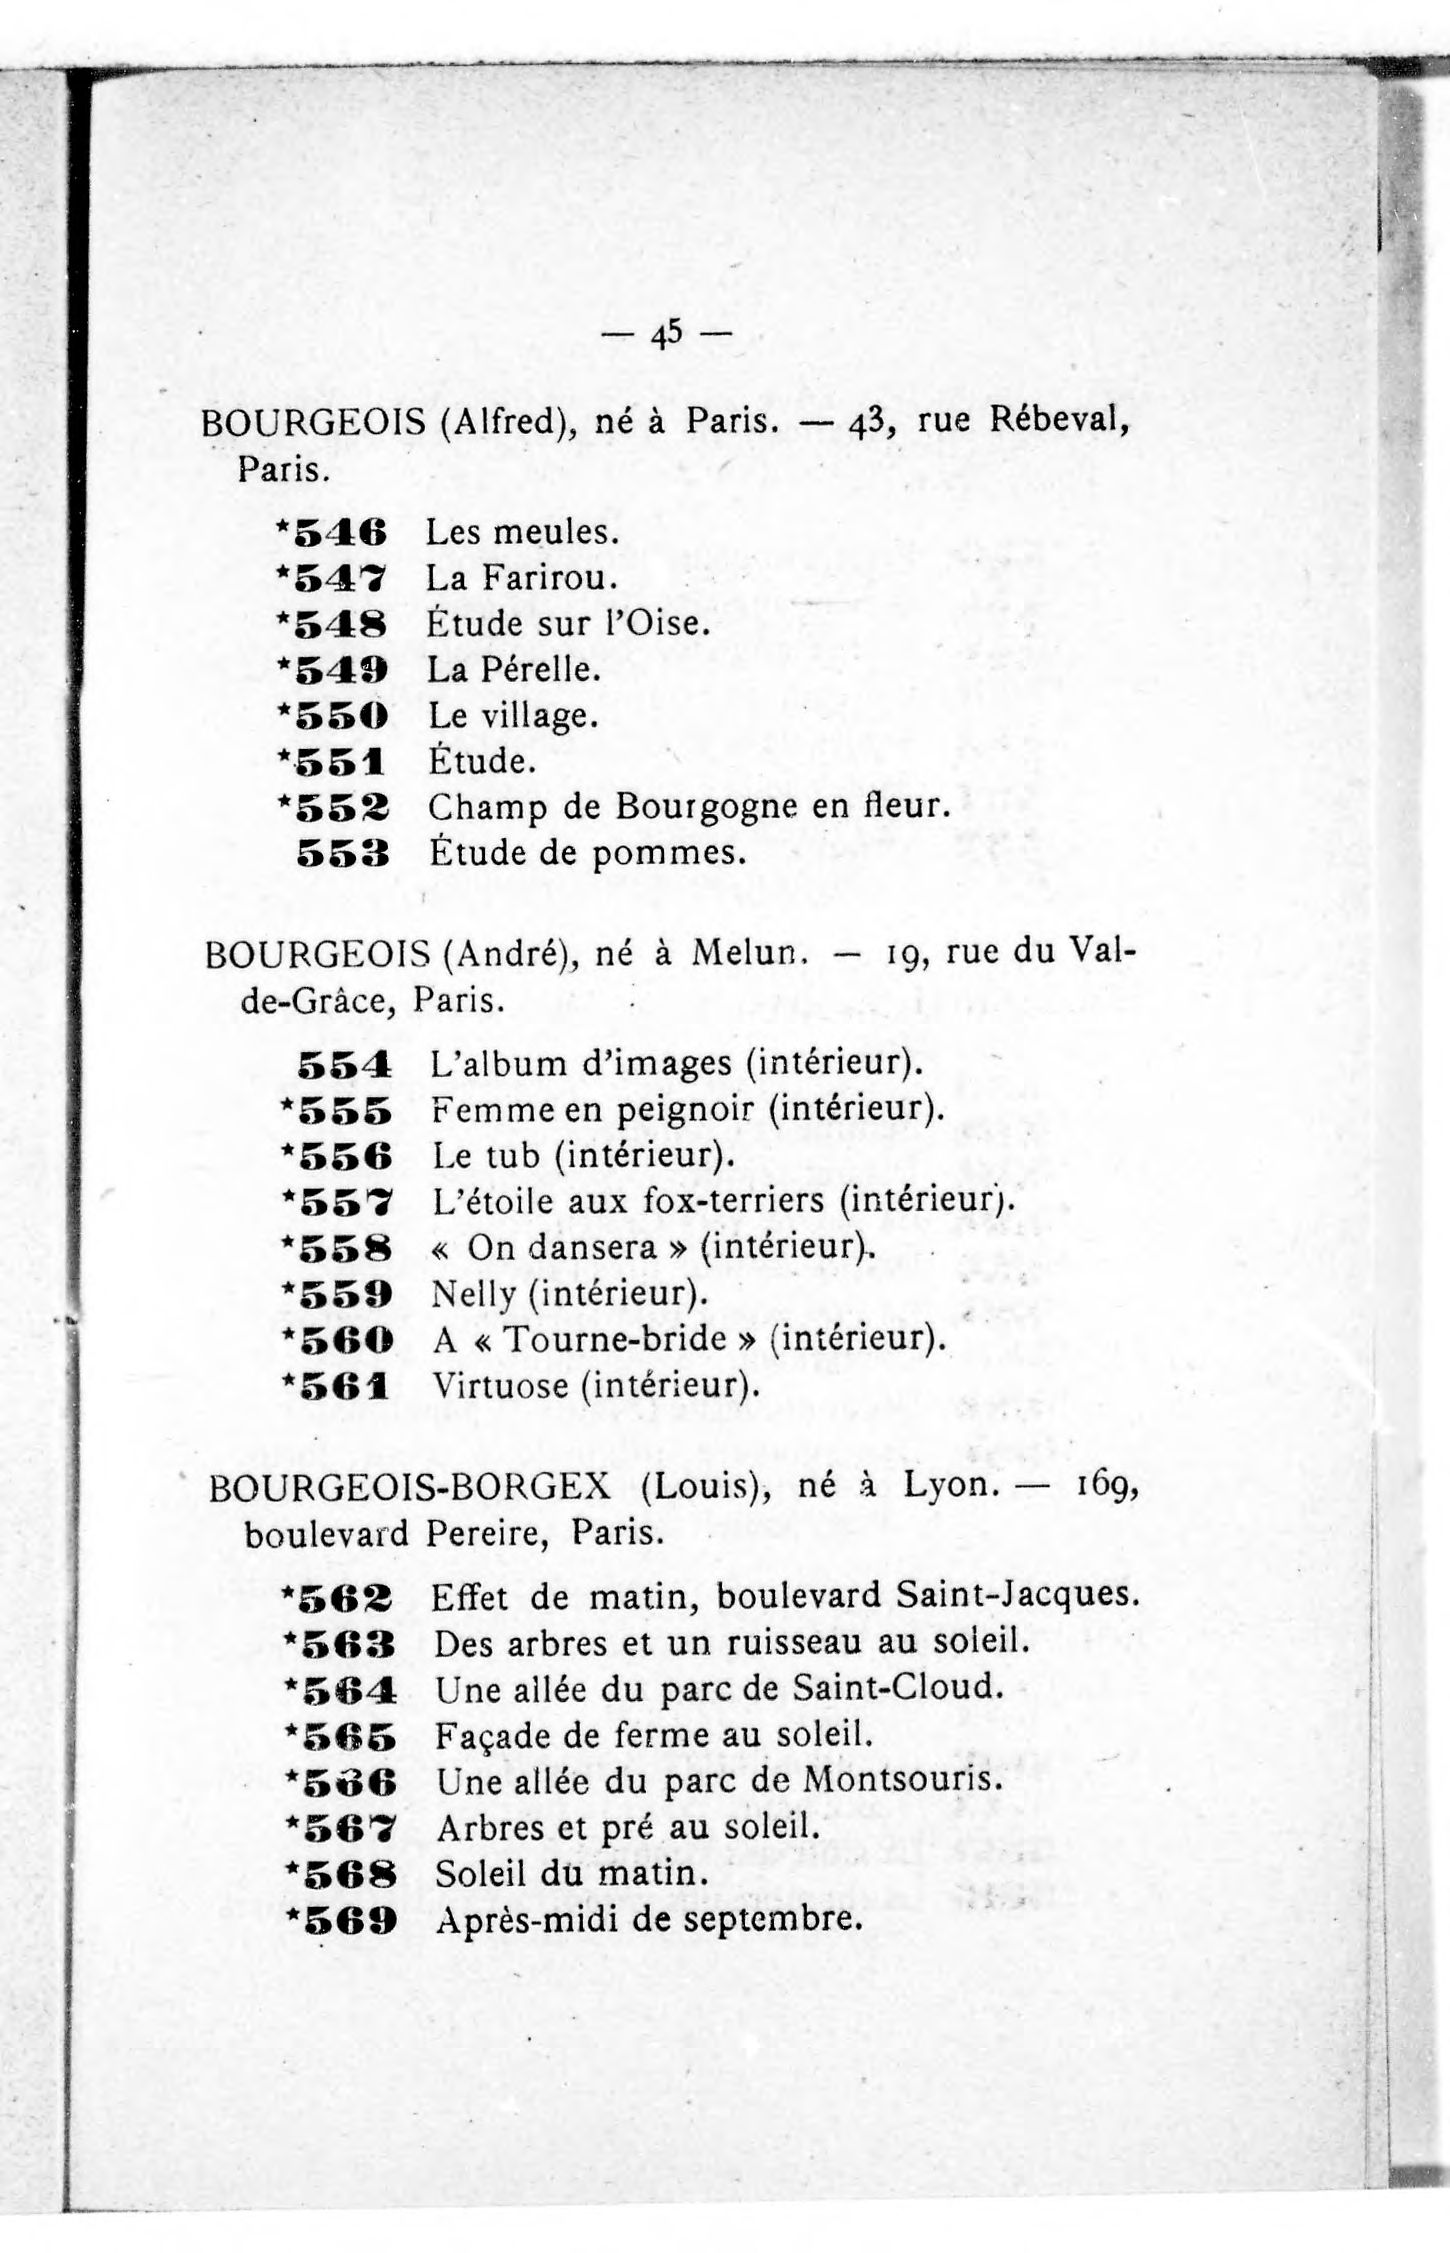 — 45 —
BOURGEOIS (Alfred), né à Paris. — 43, rue Rébeval,
Paris.
*546 Les meules.
*547 La Farirou.
*548 Étude sur l'Oise.
*549 La Pérelle.
*550 Le village.
*551 Étude.
*552 Champ de Bourgogne en fleur.
553 Étude de pommes.
BOURGEOIS (André), né à Melun. — 19, rue du Val-
de-Grâce, Paris.
554 L'album d'images (intérieur).
*555 Femme en peignoir (intérieur).
*556 Le tub (intérieur).
*557 L'étoile aux fox-terriers (intérieur).
*558 « On dansera » (intérieur).
*559 Nelly (intérieur).
*560 A « Tourne-bride » (intérieur).
*561 Virtuose (intérieur).
BOURGEOIS-BORGEX (Louis), né à Lyon. — 169,
boulevard Pereire, Paris.
*562 Effet de matin, boulevard Saint-Jacques.
*563 Des arbres et un ruisseau au soleil.
*564 Une allée du parc de Saint-Cloud.
*565 Façade de ferme au soleil.
*566 Une allée du parc de Montsouris.
*567 Arbres et pré au soleil.
*568 Soleil du matin.
*569 Après-midi de septembre.